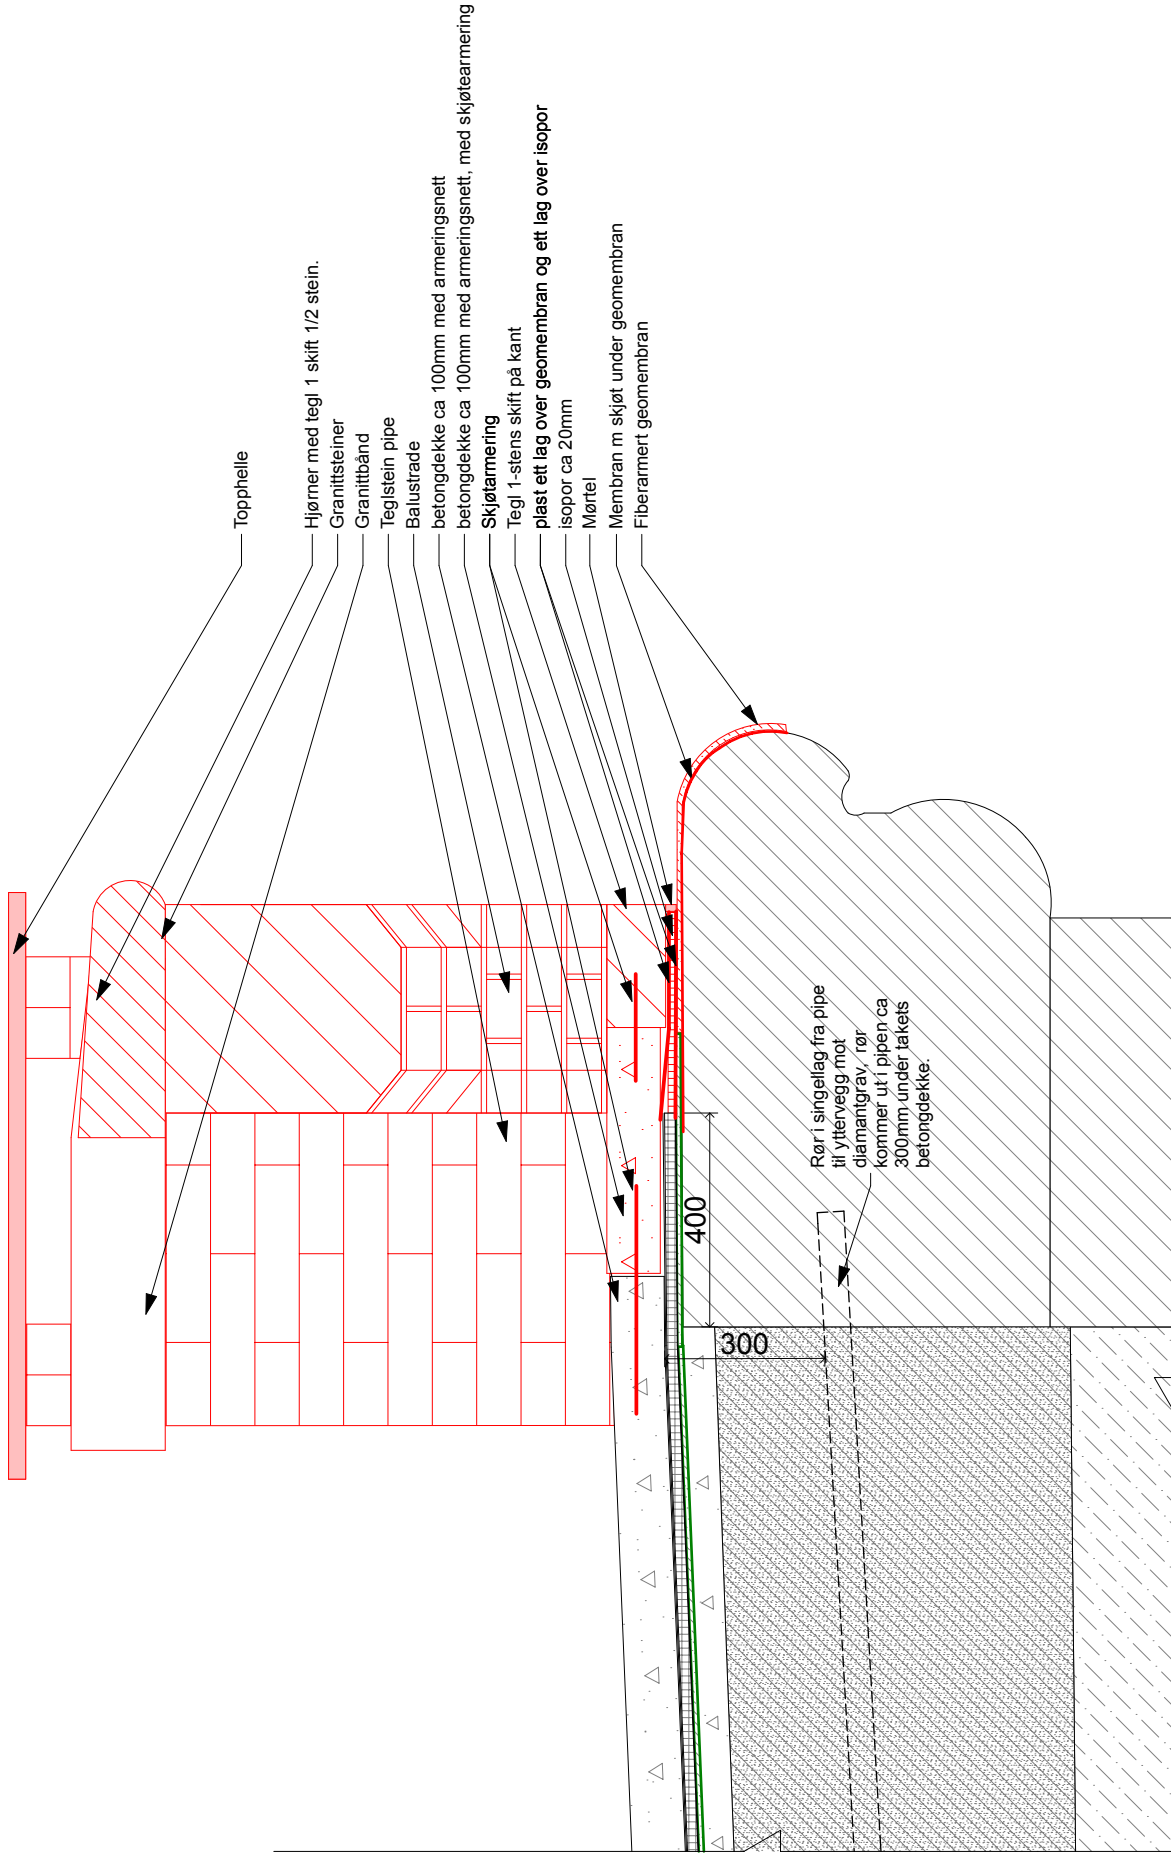 Topphelle
Hjørner med tegl 1 skift 1/2 stein.
Granittsteiner
Granittbånd
Teglstein pipe
Balustrade
betongdekke ca 100mm med armeringsnett
betongdekke ca 100mm med armeringsnett, med skjøtearmering
Skjøtarmering
Tegl 1-stens skift på kant
plast ett lag over geomembran og ett lag over isopor
isopor ca 20mm
Mørtel
Membran m skjøt under geomembran
Fiberarmert geomembran
Rør i singellag fra pipe
til yttervegg mot
diamantgrav, rør
kommer ut i pipen ca
300mm under takets
betongdekke.
400
300